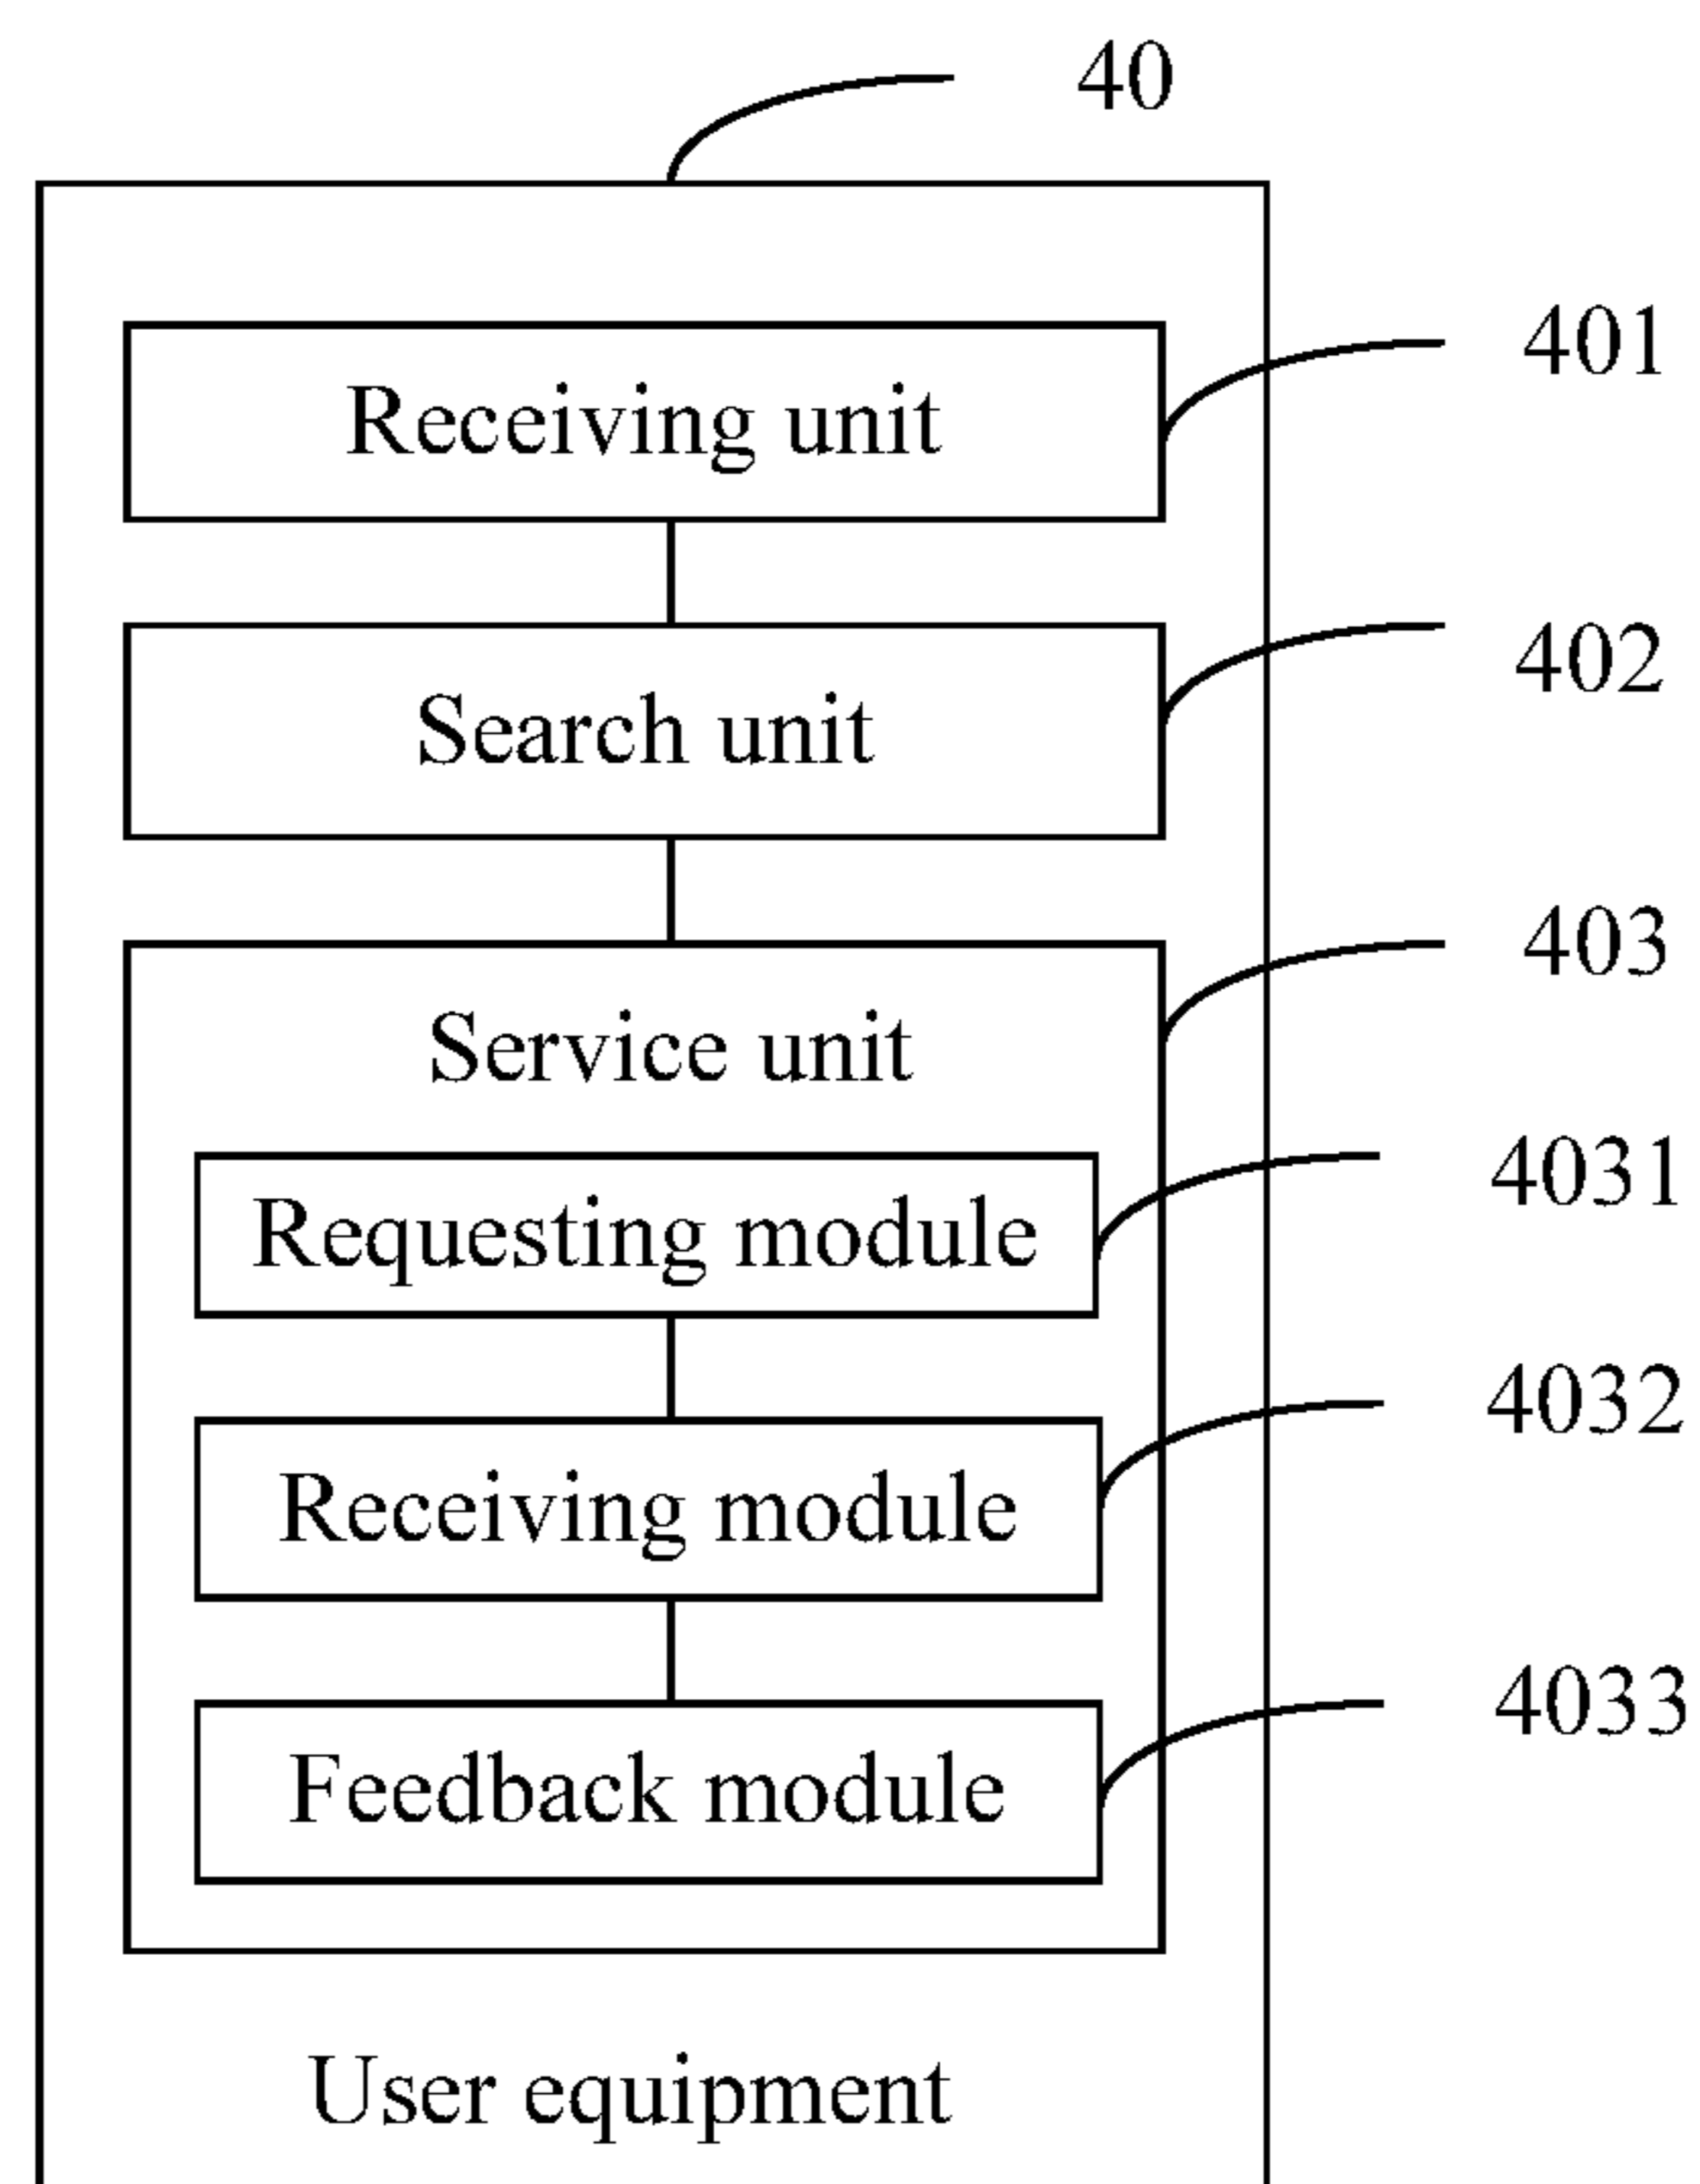 40
Receiving unit
401
Search unit
402
Service unit
403
Requesting module
4031
Receiving module
4032
Feedback module
4033
User equipment